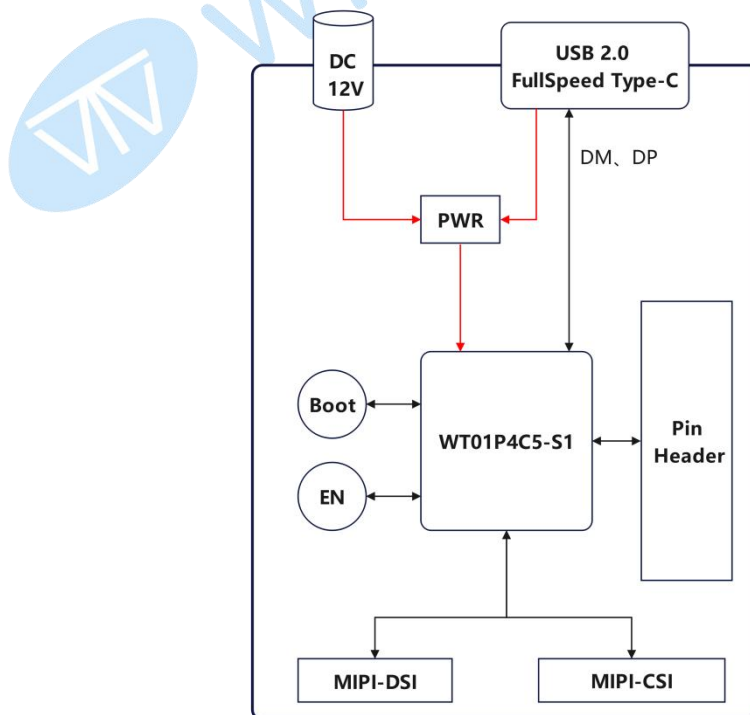 DC
12V
USB 2.0
FullSpeed Type-C
DM、DP
PWR
Boot
WT01P4C5-S1
Pin
Header
EN
MIPI-DSI
MIPI-CSI